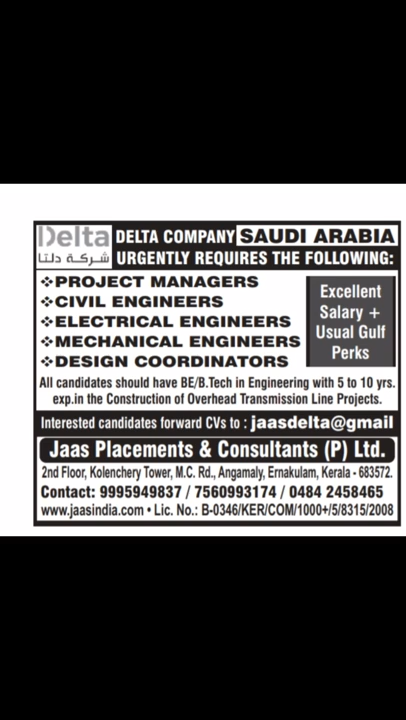 Delta
شركة دلتا
DELTA COMPANY SAUDI ARABIA
URGENTLY REQUIRES THE FOLLOWING:
❖PROJECT MANAGERS
❖CIVIL ENGINEERS
❖ELECTRICAL ENGINEERS
❖MECHANICAL ENGINEERS
❖DESIGN COORDINATORS
Excellent
Salary +
Usual Gulf
Perks
All candidates should have BE/B.Tech in Engineering with 5 to 10 yrs.
exp.in the Construction of Overhead Transmission Line Projects.
Interested candidates forward CVs to : jaasdelta@gmail
Jaas Placements & Consultants (P) Ltd.
2nd Floor, Kolenchery Tower, M.C. Rd., Angamaly, Ernakulam, Kerala - 683572.
Contact: 9995949837 / 7560993174 / 0484 2458465
www.jaasindia.com • Lic. No.: B-0346/KER/COM/1000+/5/8315/2008